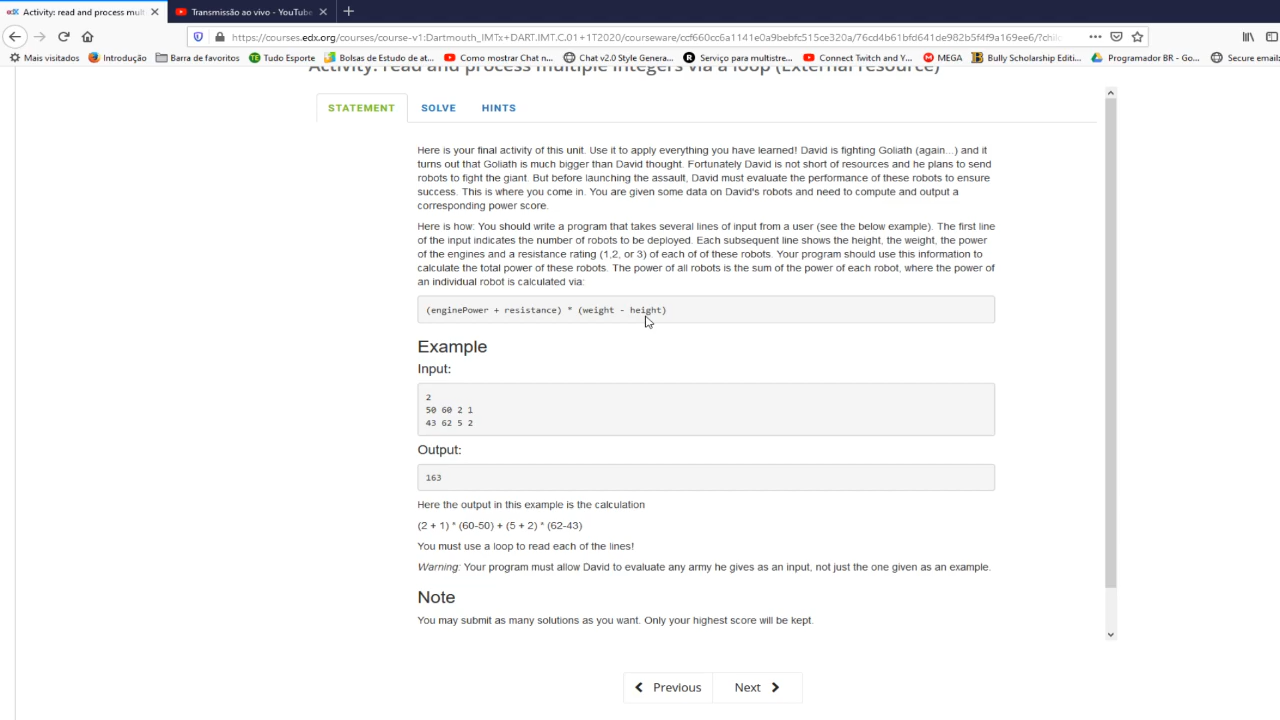 Activity: read and process mult
Transmissão ao vivo - YouTube
https://courses.edx.org/courses/course-v1:Dartmouth_IMTx+DART.IMT.C.01+1T2020/courseware/ccf660cc6a1141e0a9bebfc515ce320a/76cd4b61bfd641de982b5f4f9a169ee6/?chil
Mais visitados Introdução Barra de favoritos Tudo Esporte Bolsas de Estudo de at... Como mostrar Chat n... Chat v2.0 Style Genera... Serviço para multistre... Connect Twitch and Y... MEGA Bully Scholarship Editi... Programador BR - Go... Secure email:
Activity: read and process multiple integers via a loop (External resource)
STATEMENT SOLVE HINTS
Here is your final activity of this unit. Use it to apply everything you have learned! David is fighting Goliath (again...) and it
turns out that Goliath is much bigger than David thought. Fortunately David is not short of resources and he plans to send
robots to fight the giant. But before launching the assault, David must evaluate the performance of these robots to ensure
success. This is where you come in. You are given some data on David's robots and need to compute and output a
corresponding power score.
Here is how: You should write a program that takes several lines of input from a user (see the below example). The first line
of the input indicates the number of robots to be deployed. Each subsequent line shows the height, the weight, the power
of the engines and a resistance rating (1,2, or 3) of each of of these robots. Your program should use this information to
calculate the total power of these robots. The power of all robots is the sum of the power of each robot, where the power of
an individual robot is calculated via:
(enginePower + resistance) * (weight - height)
Example
Input:
2
50 60 2 1
43 62 5 2
Output:
163
Here the output in this example is the calculation
(2 + 1) * (60-50) + (5 + 2) * (62-43)
You must use a loop to read each of the lines!
Warning: Your program must allow David to evaluate any army he gives as an input, not just the one given as an example.
Note
You may submit as many solutions as you want. Only your highest score will be kept.
Previous Next